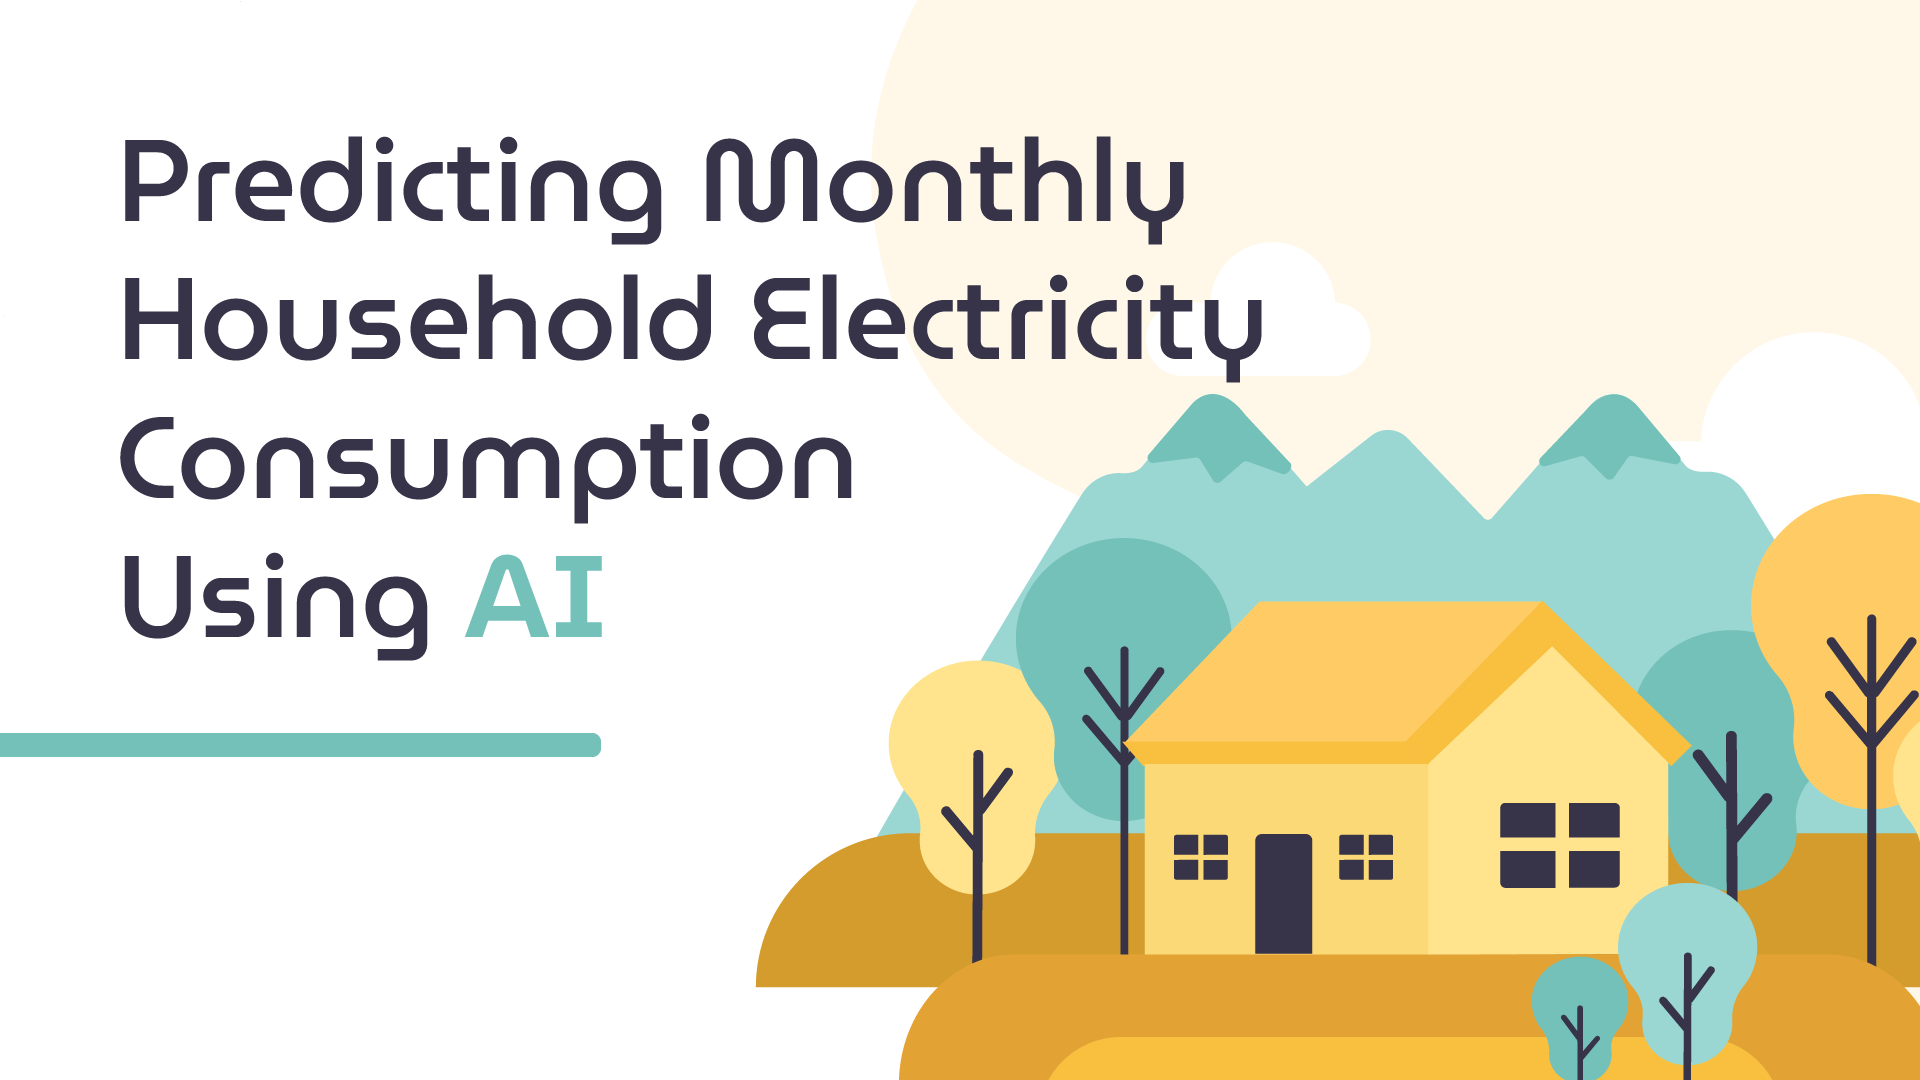 Predicting Monthly
Household Electricity
Consumption
Using AI